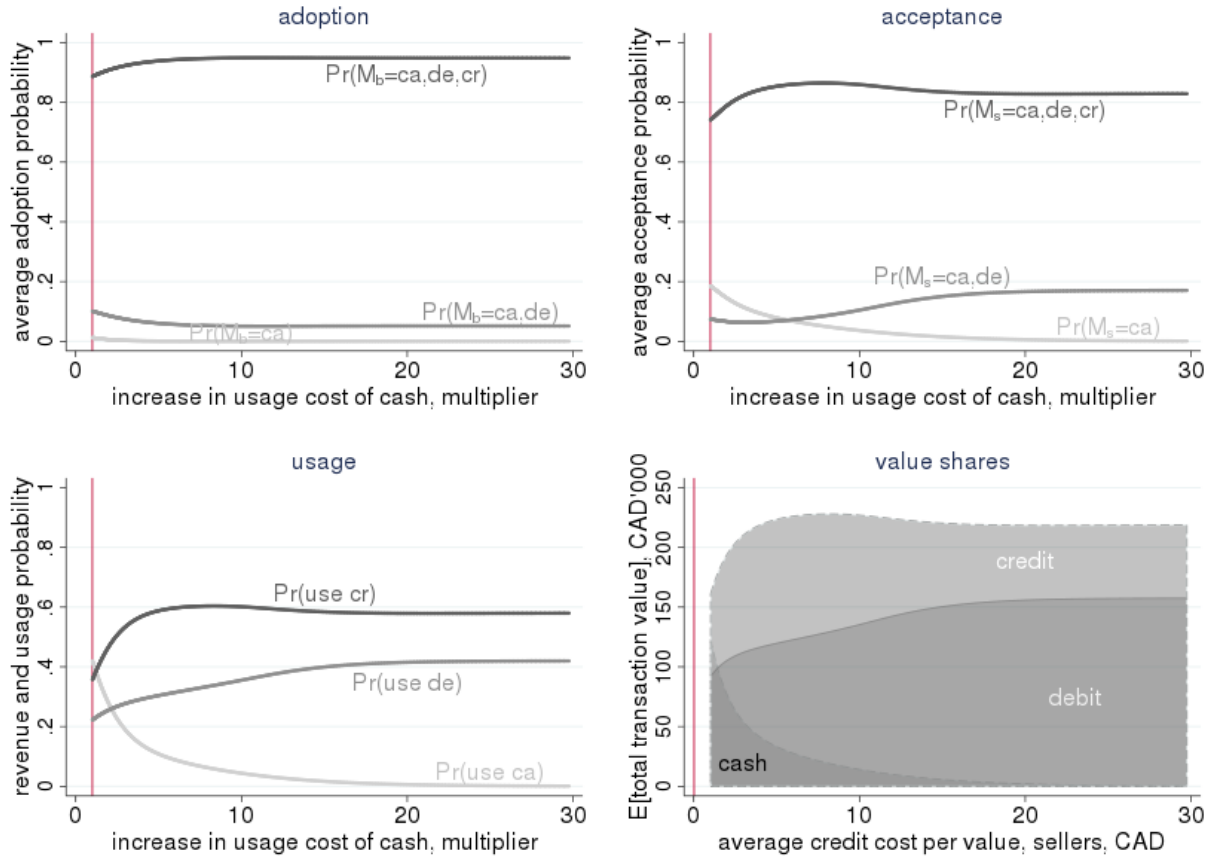 adoption
average adoption probability
1
.8
.6
.4
.2
0
Pr(M_b=ca,de,cr)
Pr(M_b=ca,de)
Pr(M_b=ca)
0 10 20 30
increase in usage cost of cash, multiplier
acceptance
average acceptance probability
1
.8
.6
.4
.2
0
Pr(Mₛ=ca,de,cr)
Pr(Mₛ=ca,de)
Pr(Mₛ=ca)
0 10 20 30
increase in usage cost of cash, multiplier
usage
revenue and usage probability
1
.8
.6
.4
.2
0
Pr(use cr)
Pr(use de)
Pr(use ca)
0 10 20 30
increase in usage cost of cash, multiplier
value shares
E[total transaction value], CAD'000
250
200
150
100
50
0
credit
debit
cash
0 10 20 30
average credit cost per value, sellers, CAD